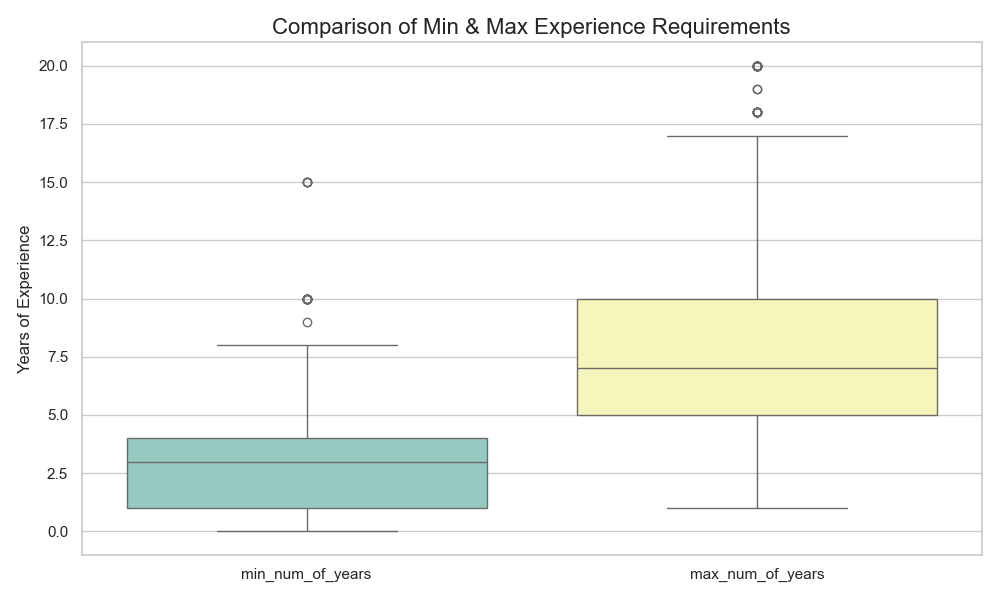 Comparison of Min & Max Experience Requirements
Years of Experience
20.0
17.5
15.0
12.5
10.0
7.5
5.0
2.5
0.0
min_num_of_years
max_num_of_years